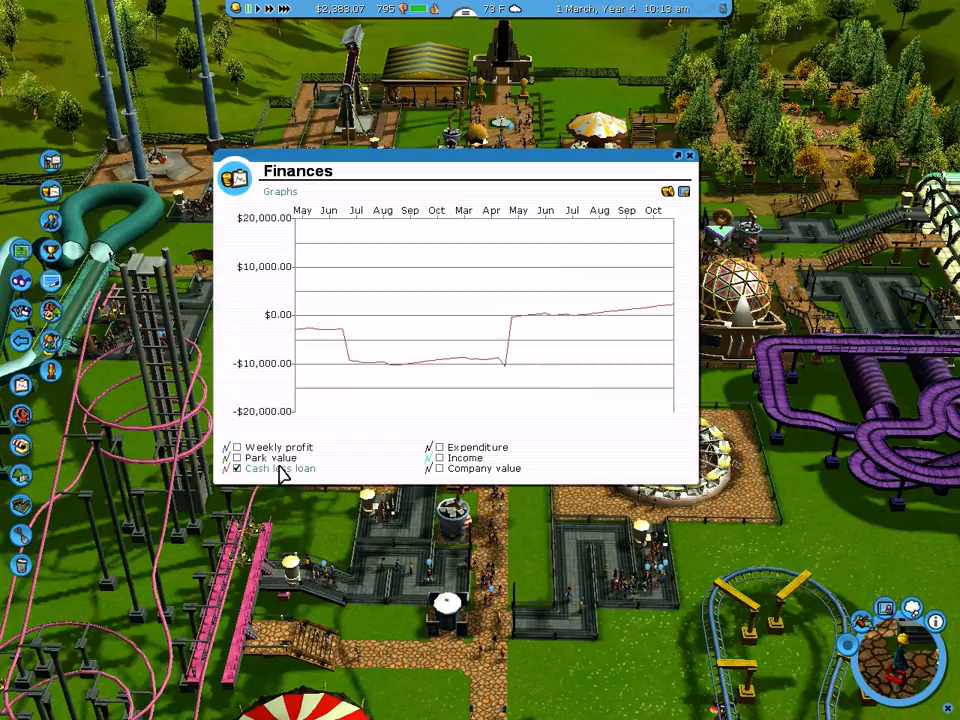 $2,383.07 795 73 F 1 March, Year 4 10:13 am
Finances
Graphs
May Jun Jul Aug Sep Oct Mar Apr May Jun Jul Aug Sep Oct
$20,000.00
$10,000.00
$0.00
-$10,000.00
-$20,000.00
Weekly profit Expenditure
Park value Income
Cash less loan Company value